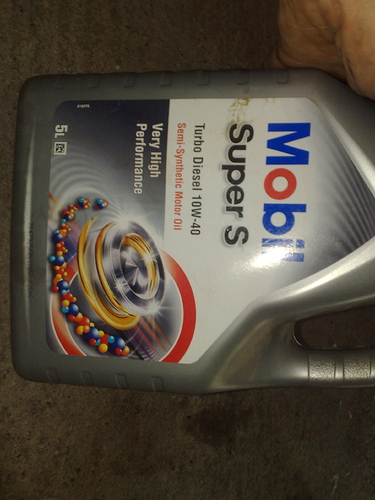 Mobil
Super S
Turbo Diesel 10W-40
Semi-Synthetic Motor Oil
Very High
Performance
5L